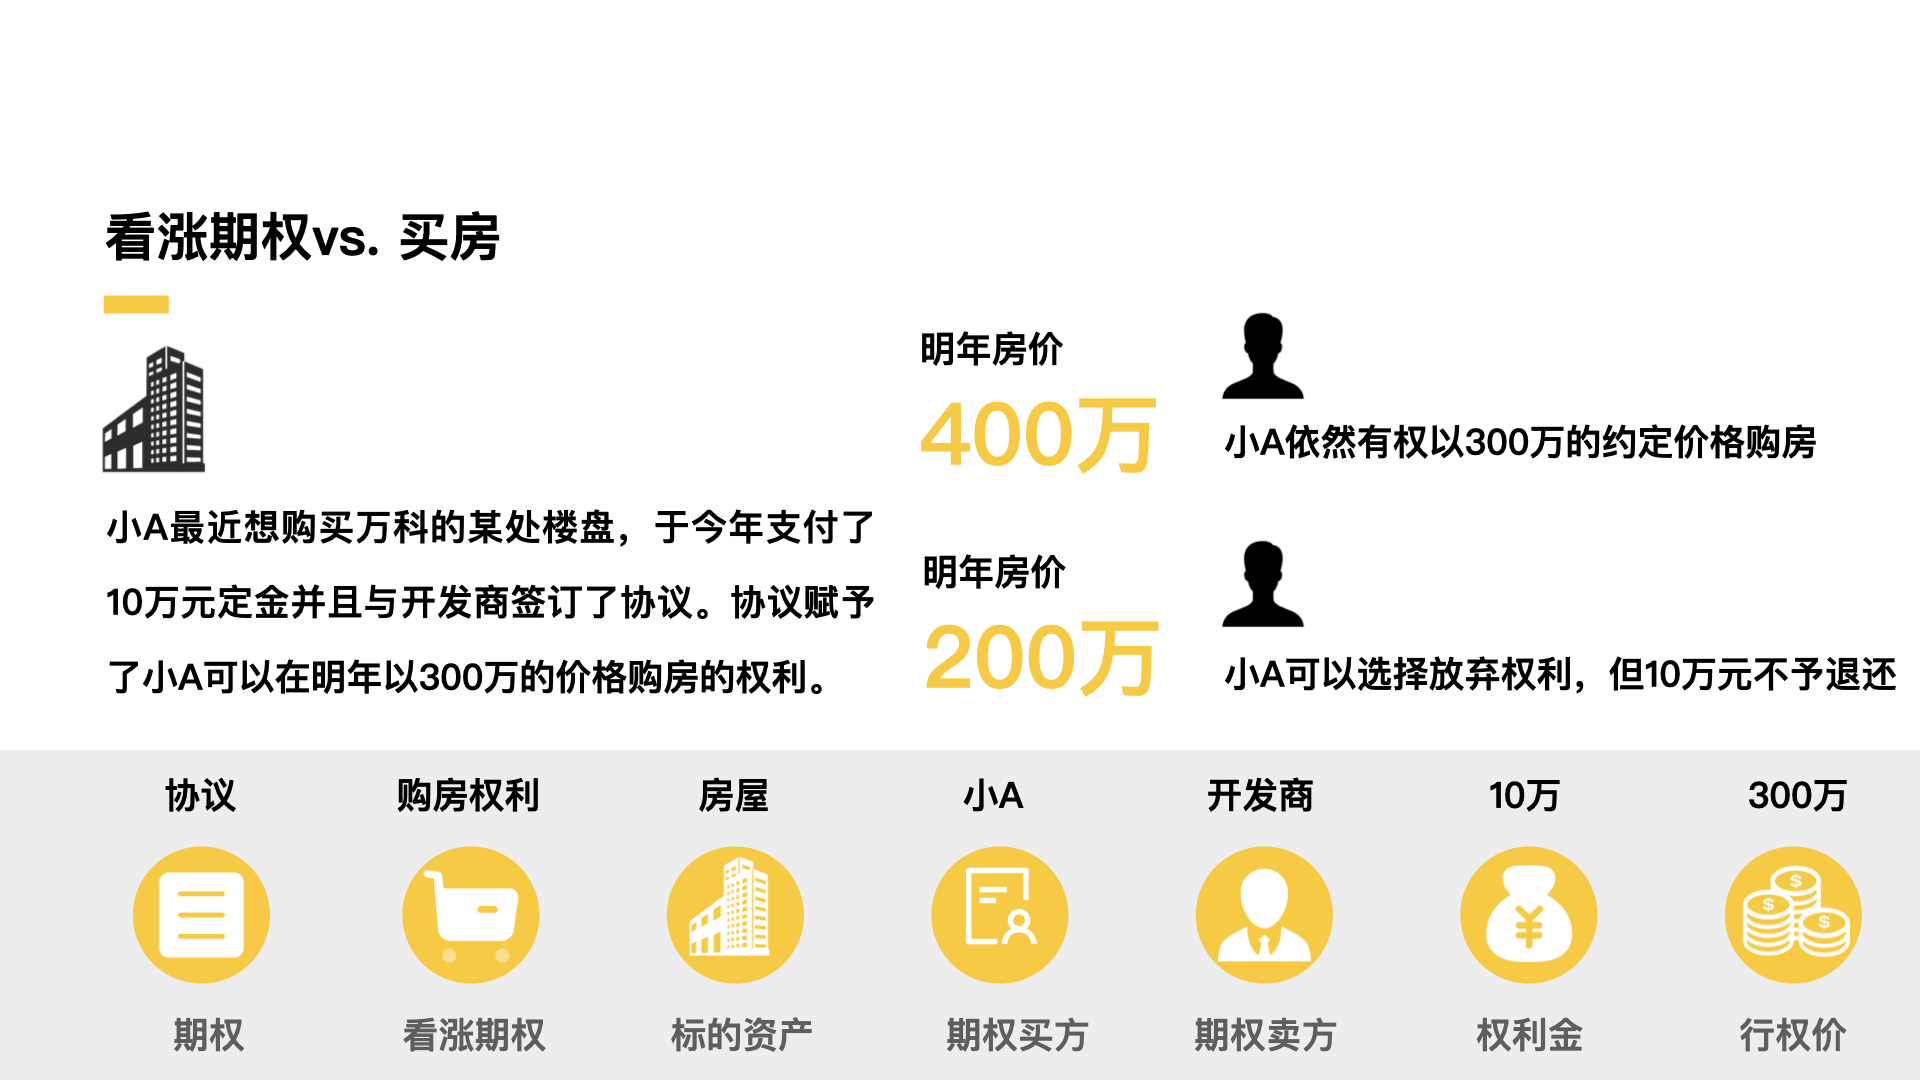 看涨期权vs. 买房
小A最近想购买万科的某处楼盘，于今年支付了
10万元定金并且与开发商签订了协议。协议赋予
了小A可以在明年以300万的价格购房的权利。
明年房价
400万
小A依然有权以300万的约定价格购房
明年房价
200万
小A可以选择放弃权利，但10万元不予退还
协议 购房权利 房屋 小A 开发商 10万 300万
期权 看涨期权 标的资产 期权买方 期权卖方 权利金 行权价